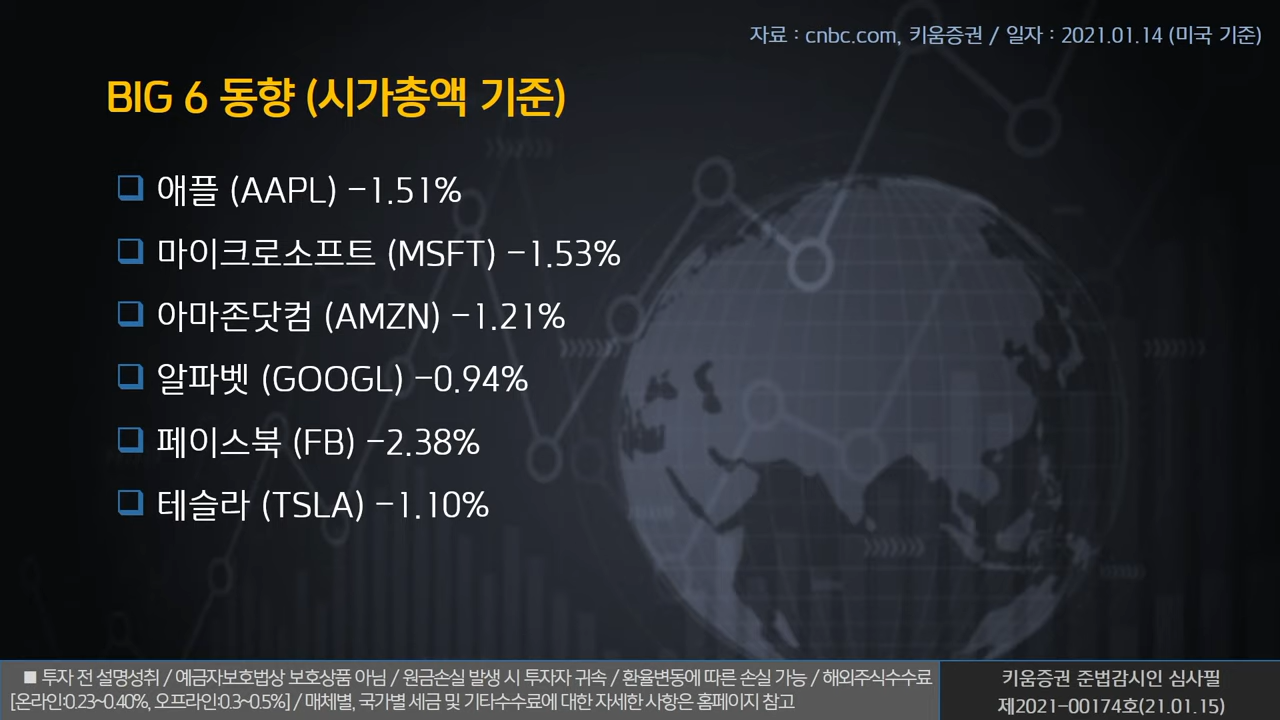 자료 : cnbc.com, 키움증권 / 일자 : 2021.01.14 (미국 기준)
BIG 6 동향 (시가총액 기준)
❑ 애플 (AAPL) -1.51%
❑ 마이크로소프트 (MSFT) -1.53%
❑ 아마존닷컴 (AMZN) -1.21%
❑ 알파벳 (GOOGL) -0.94%
❑ 페이스북 (FB) -2.38%
❑ 테슬라 (TSLA) -1.10%
■ 투자 전 설명성취 / 예금자보호법상 보호상품 아님 / 원금손실 발생 시 투자자 귀속 / 환율변동에 따른 손실 가능 / 해외주식수수료
[온라인:0.23~0.40%, 오프라인:0.3~0.5%] / 매체별, 국가별 세금 및 기타수수료에 대한 자세한 사항은 홈페이지 참고
키움증권 준법감시인 심사필
제2021-00174호(21.01.15)